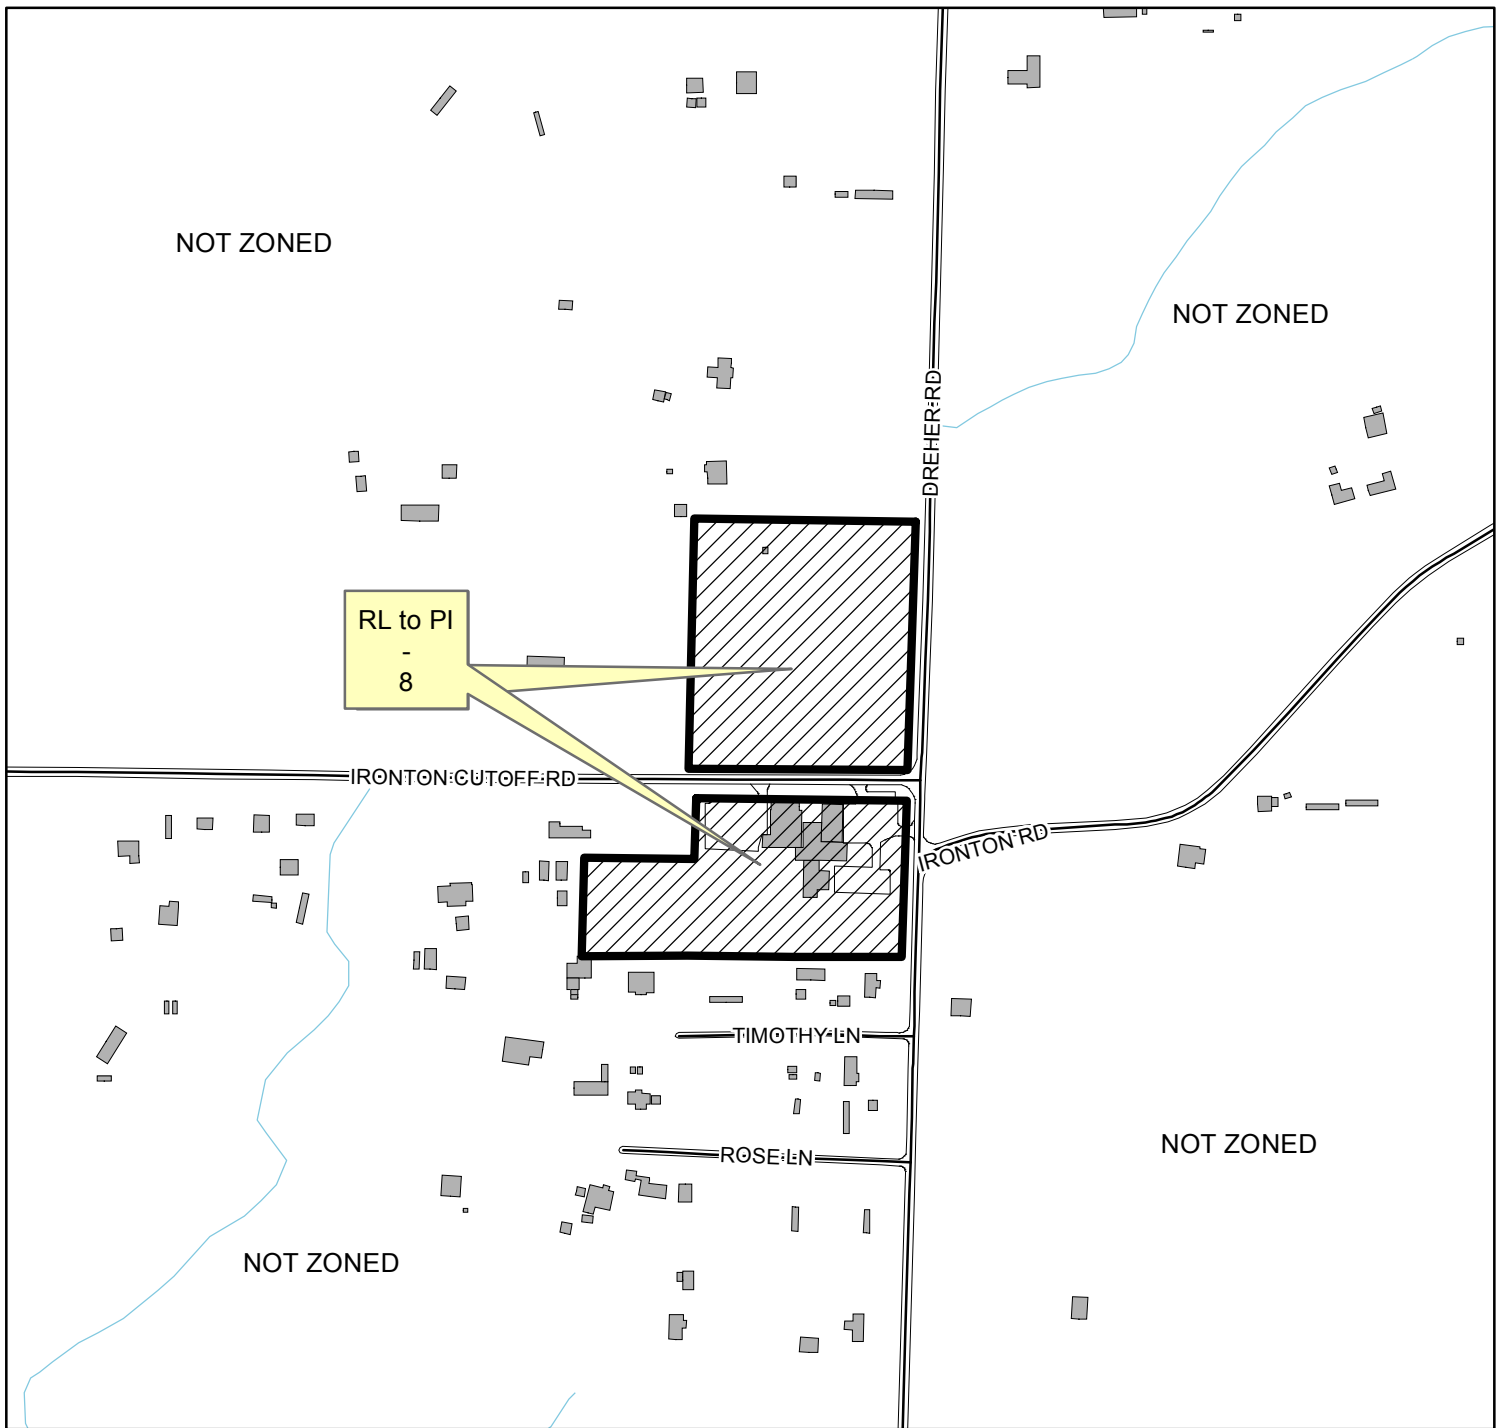 NOT ZONED
NOT ZONED
DREHER RD
RL to PI
-
8
IRONTON CUTOFF RD
IRONTON RD
TIMOTHY LN
ROSE LN
NOT ZONED
NOT ZONED